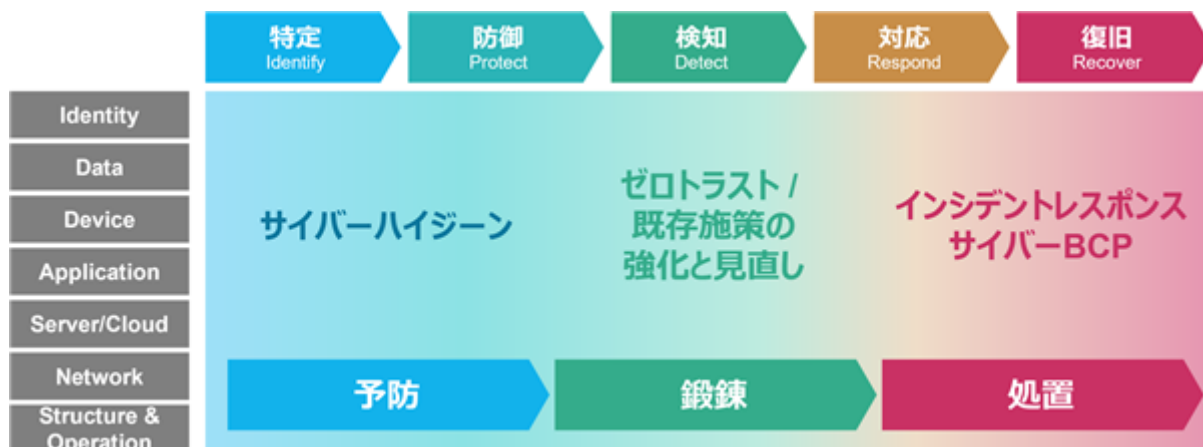 特定
Identify
防御
Protect
検知
Detect
対応
Respond
復旧
Recover
Identity
Data
Device
Application
Server/Cloud
Network
Structure &
Operation
サイバーハイジーン
ゼロトラスト /
既存施策の
強化と見直し
インシデントレスポンス
サイバーBCP
予防
鍛錬
処置